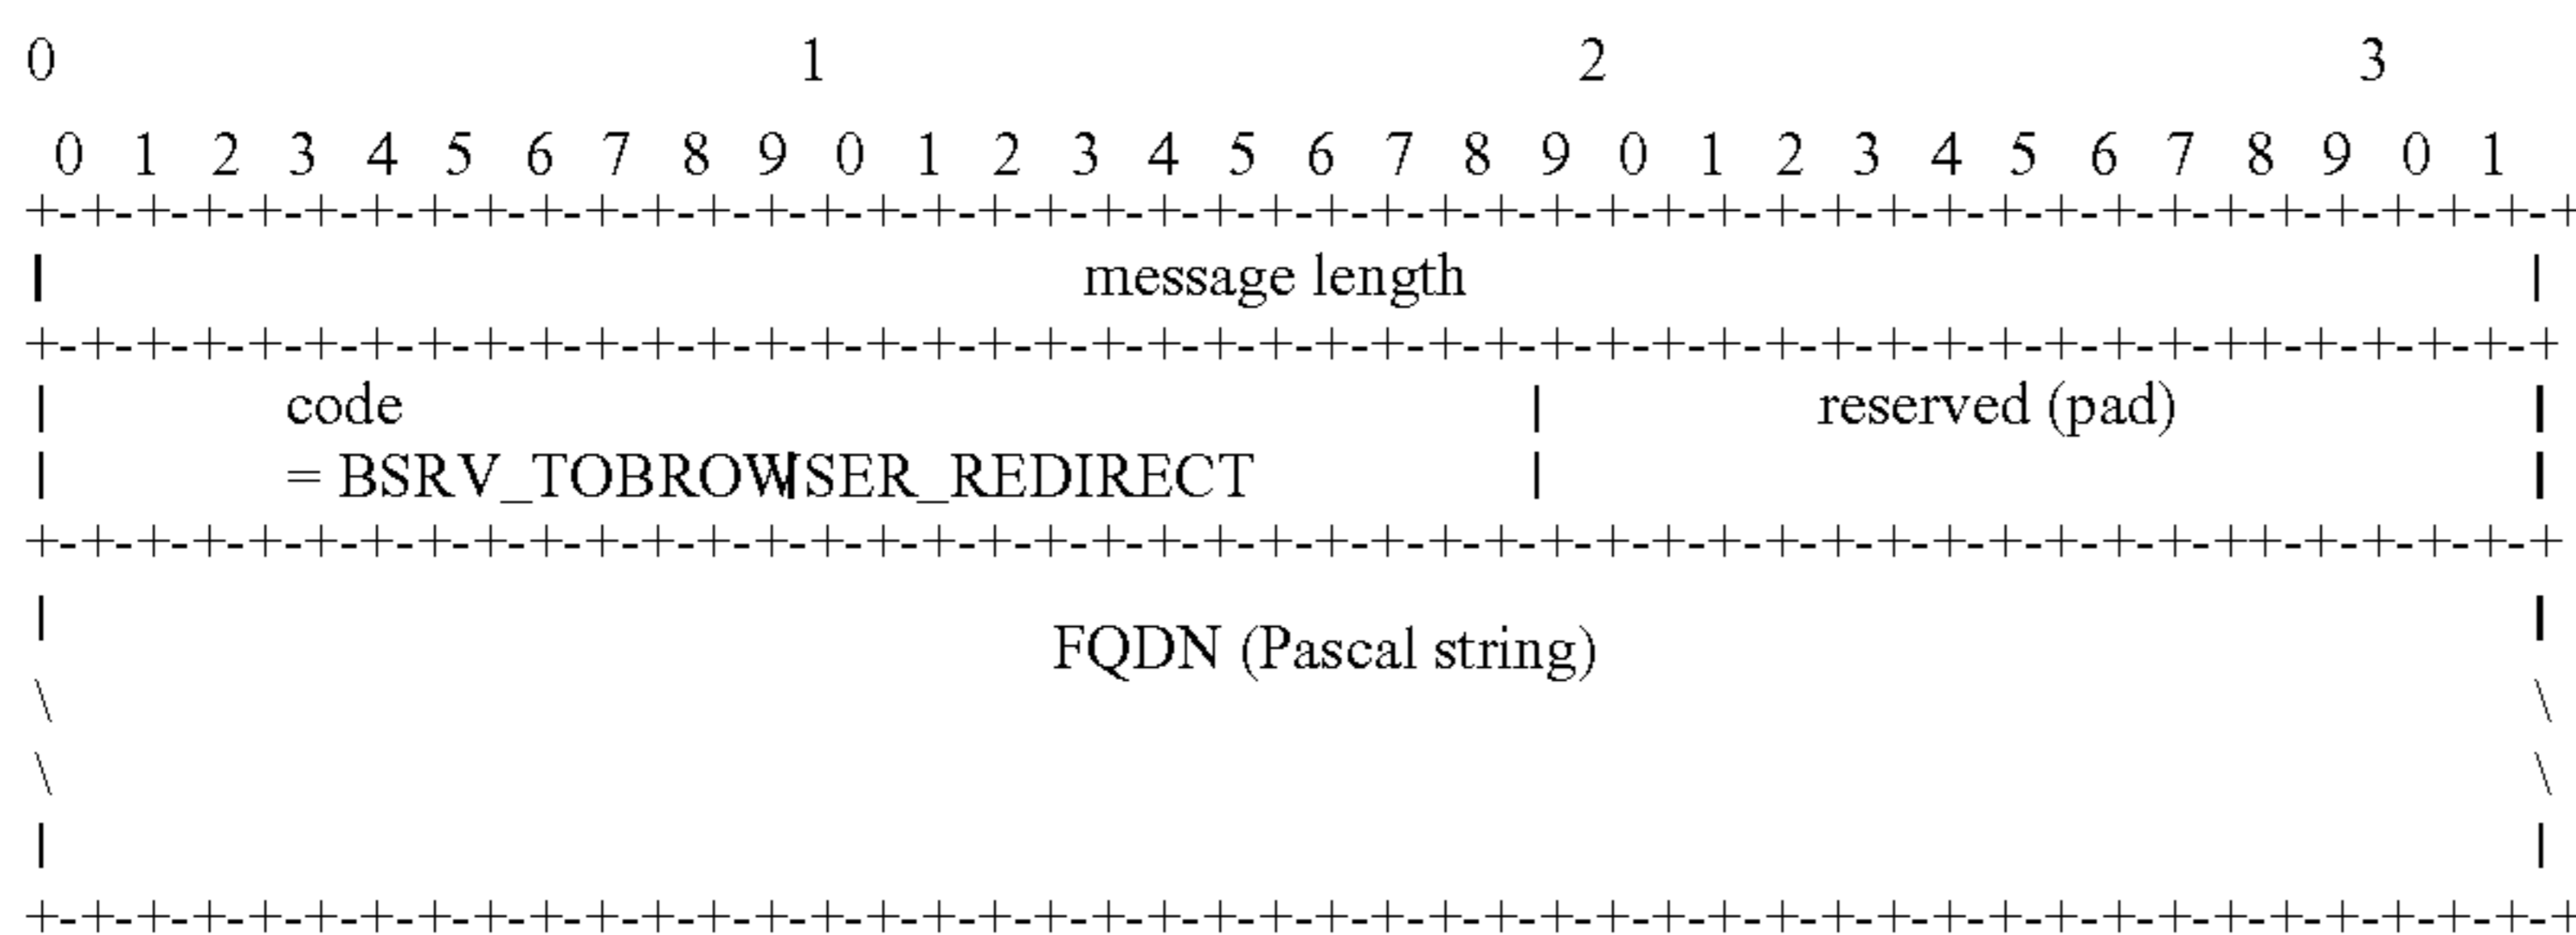 0 1 2 3
0 1 2 3 4 5 6 7 8 9 0 1 2 3 4 5 6 7 8 9 0 1 2 3 4 5 6 7 8 9 0 1
+-+-+-+-+-+-+-+-+-+-+-+-+-+-+-+-+-+-+-+-+-+-+-+-+-+-+-+-+-+-+-+-+-+-+-+-+-+-+-+-+-+-+-+-+-+-+
| message length |
+-+-+-+-+-+-+-+-+-+-+-+-+-+-+-+-+-+-+-+-+-+-+-+-+-+-+-+-+-+-+-+-+-+-+-+-+-+-+-+-++-+-+-+-+-+
| code | reserved (pad) |
| = BSRV_TOBROW|SER_REDIRECT | |
+-+-+-+-+-+-+-+-+-+-+-+-+-+-+-+-+-+-+-+-+-+-+-+-+-+-+-+-+-+-+-+-+-+-+-+-+-+-+-+-++-+-+-+-+-+
| |
FQDN (Pascal string)
\ \
\ \
| |
+-+-+-+-+-+-+-+-+-+-+-+-+-+-+-+-+-+-+-+-+-+-+-+-+-+-+-+-+-+-+-+-+-+-+-+-+-+-+-+-+-+-+-+-+-+-+